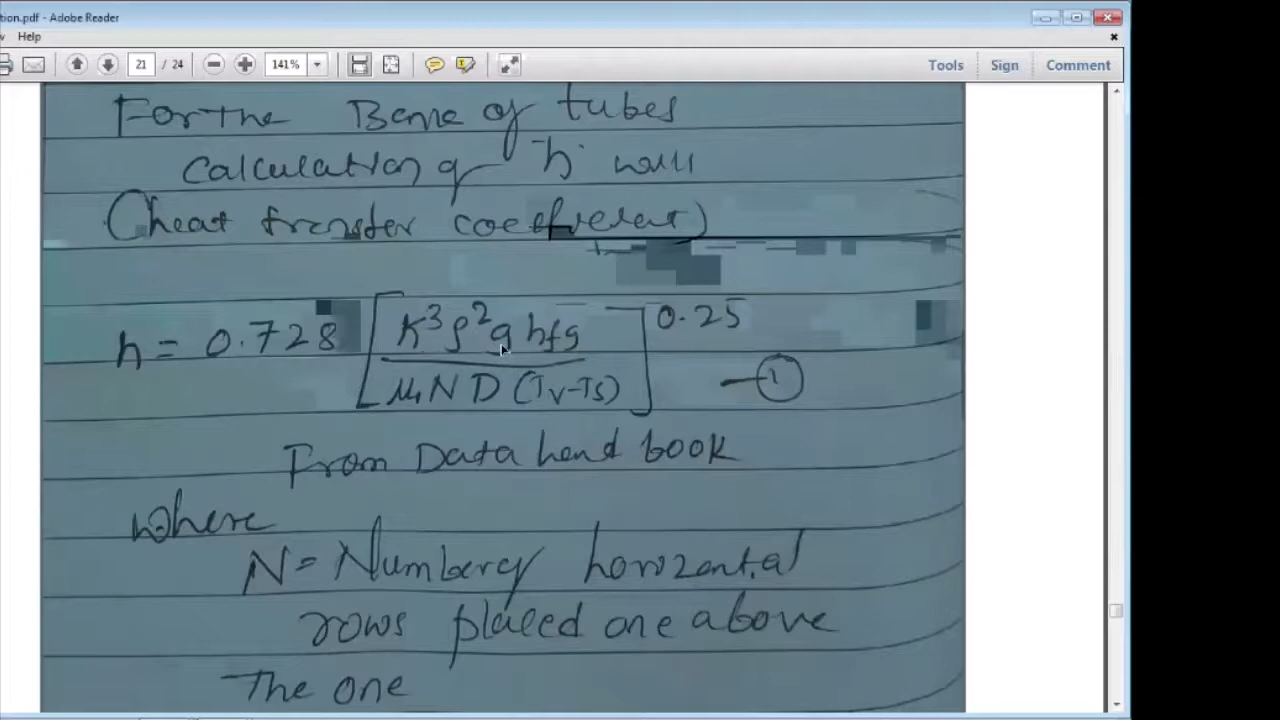 tion.pdf - Adobe Reader
Help
21 / 24 141% Tools Sign Comment
For the Bank of tubes
Calculation of h will
(heat transfer coefficient)
h = 0.728 [K³ρ²g hfg / μ N D (Tv-Ts)]^0.25 — ①
From Data hand book
Where
N = Number of horizontal
rows placed one above
The one